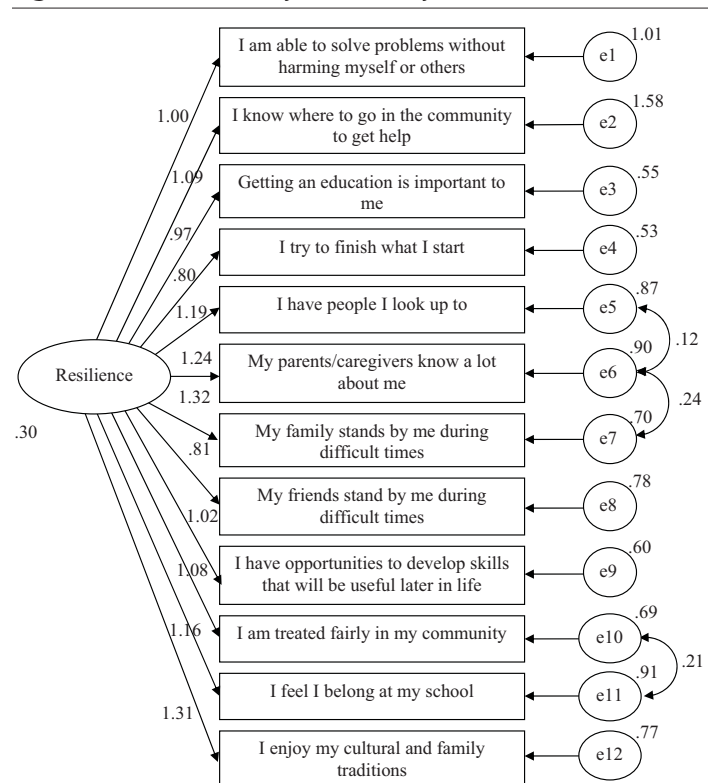 1.01
I am able to solve problems without
harming myself or others
e1
1.00
1.58
I know where to go in the community
to get help
e2
1.09
.55
Getting an education is important to
me
e3
.97
.53
I try to finish what I start
e4
.80
.87
I have people I look up to
e5
1.19
.12
.90
My parents/caregivers know a lot
about me
e6
1.24
Resilience
.30
1.32
.24
.70
My family stands by me during
difficult times
e7
.81
.78
My friends stand by me during
difficult times
e8
1.02
.60
I have opportunities to develop skills
that will be useful later in life
e9
1.08
.69
I am treated fairly in my community
e10
1.16
.21
.91
I feel I belong at my school
e11
1.31
.77
I enjoy my cultural and family
traditions
e12